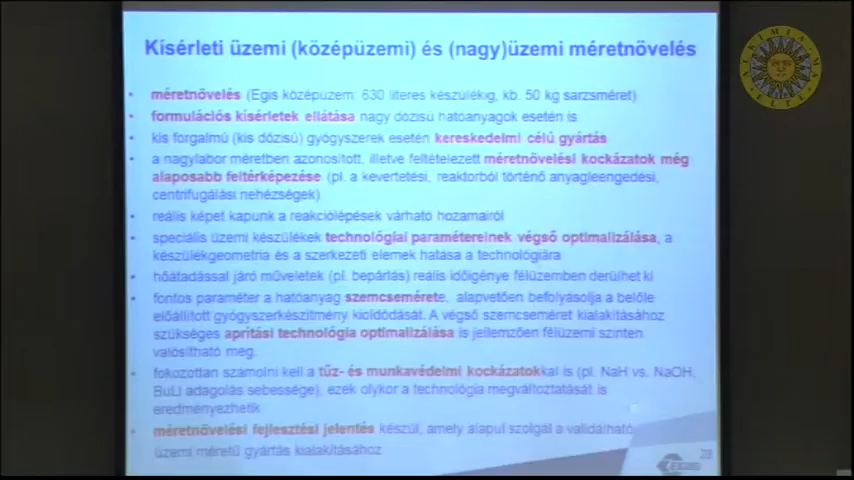 Kísérleti üzemi (középüzemi) és (nagy)üzemi méretnövelés
• méretnövelés (Egis középüzem: 630 literes készülékig, kb. 50 kg sarzsméret)
• formulációs kísérletek ellátása nagy dózisú hatóanyagok esetén is
• kis forgalmú (kis dózisú) gyógyszerek esetén kereskedelmi célú gyártás
• a nagylabor méretben azonosított, illetve feltételezett méretnövelési kockázatok még
alaposabb feltérképezése (pl. a kevertetési, reaktorból történő anyagleengedési,
centrifugálási nehézségek)
• reális képet kapunk a reakciólépések várható hozamairól
• speciális üzemi készülékek technológiai paramétereinek végső optimalizálása, a
készülékgeometria és a szerkezeti elemek hatása a technológiára
• hőátadással járó műveletek (pl. bepárlás) reális időigénye félüzemben derülhet ki
• fontos paraméter a hatóanyag szemcsemérete, alapvetően befolyásolja a belőle
előállított gyógyszerkészítmény kioldódását. A végső szemcseméret kialakításához
szükséges aprítási technológia optimalizálása is jellemzően félüzemi szinten
valósítható meg.
• fokozottan számolni kell a tűz- és munkavédelmi kockázatokkal is (pl. NaH vs. NaOH,
BuLi adagolás sebessége), ezek olykor a technológia megváltoztatását is
eredményezhetik
• méretnövelési fejlesztési jelentés készül, amely alapul szolgál a validálható
üzemi méretű gyártás kialakításához
EGIS
28
ALKÍMIA MA
ELTE